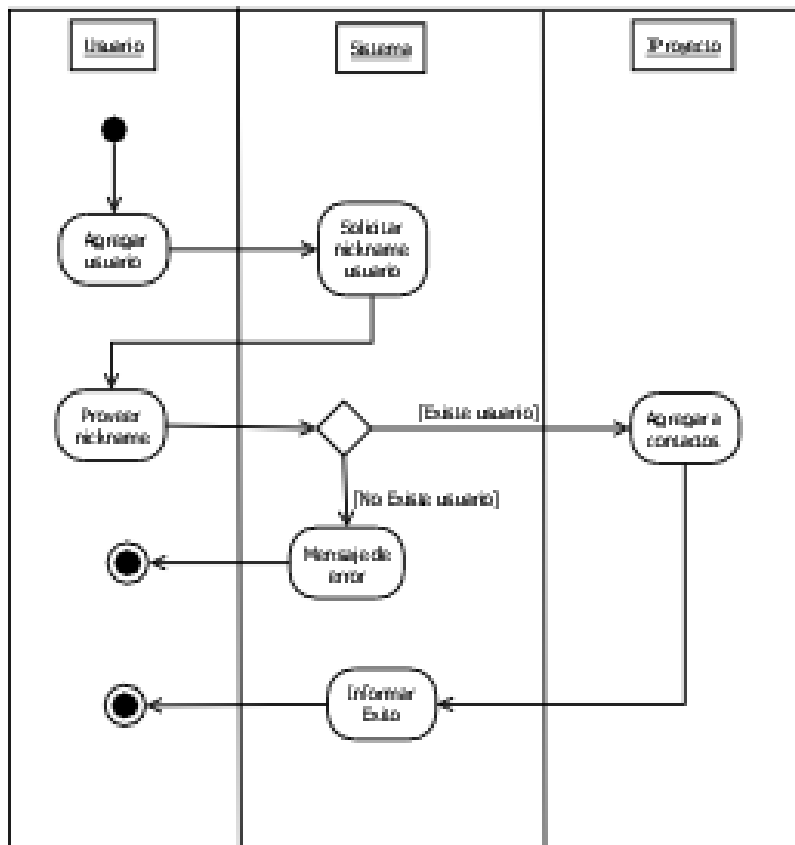 Usuario
Sistema
IProyecto
Agregar
usuario
Solicitar
nickname
usuario
Proveer
nickname
[Existe usuario]
Agregar a
contactos
[No Existe usuario]
Mensaje de
error
Informar
Exito